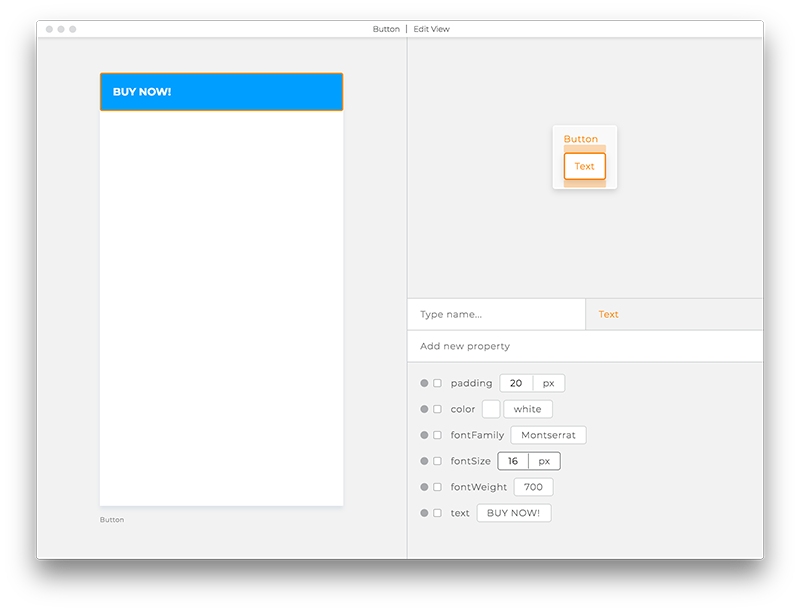 Button | Edit View
BUY NOW!
Button
Button
Text
Type name...
Text
Add new property
padding 20 px
color white
fontFamily Montserrat
fontSize 16 px
fontWeight 700
text BUY NOW!